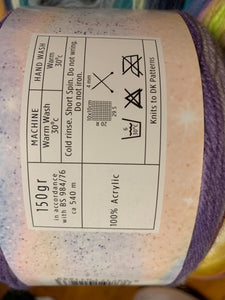 HAND WASH
Warm
30°c
MACHINE
Warm Wash
30°c
Cold rinse. Short Spin. Do not wring.
Do not iron.
4 mm
10x10cm
29 S
150gr
in accordance
with BS 984/76
ca 540 m
100% Acrylic
Knits to DK Patterns